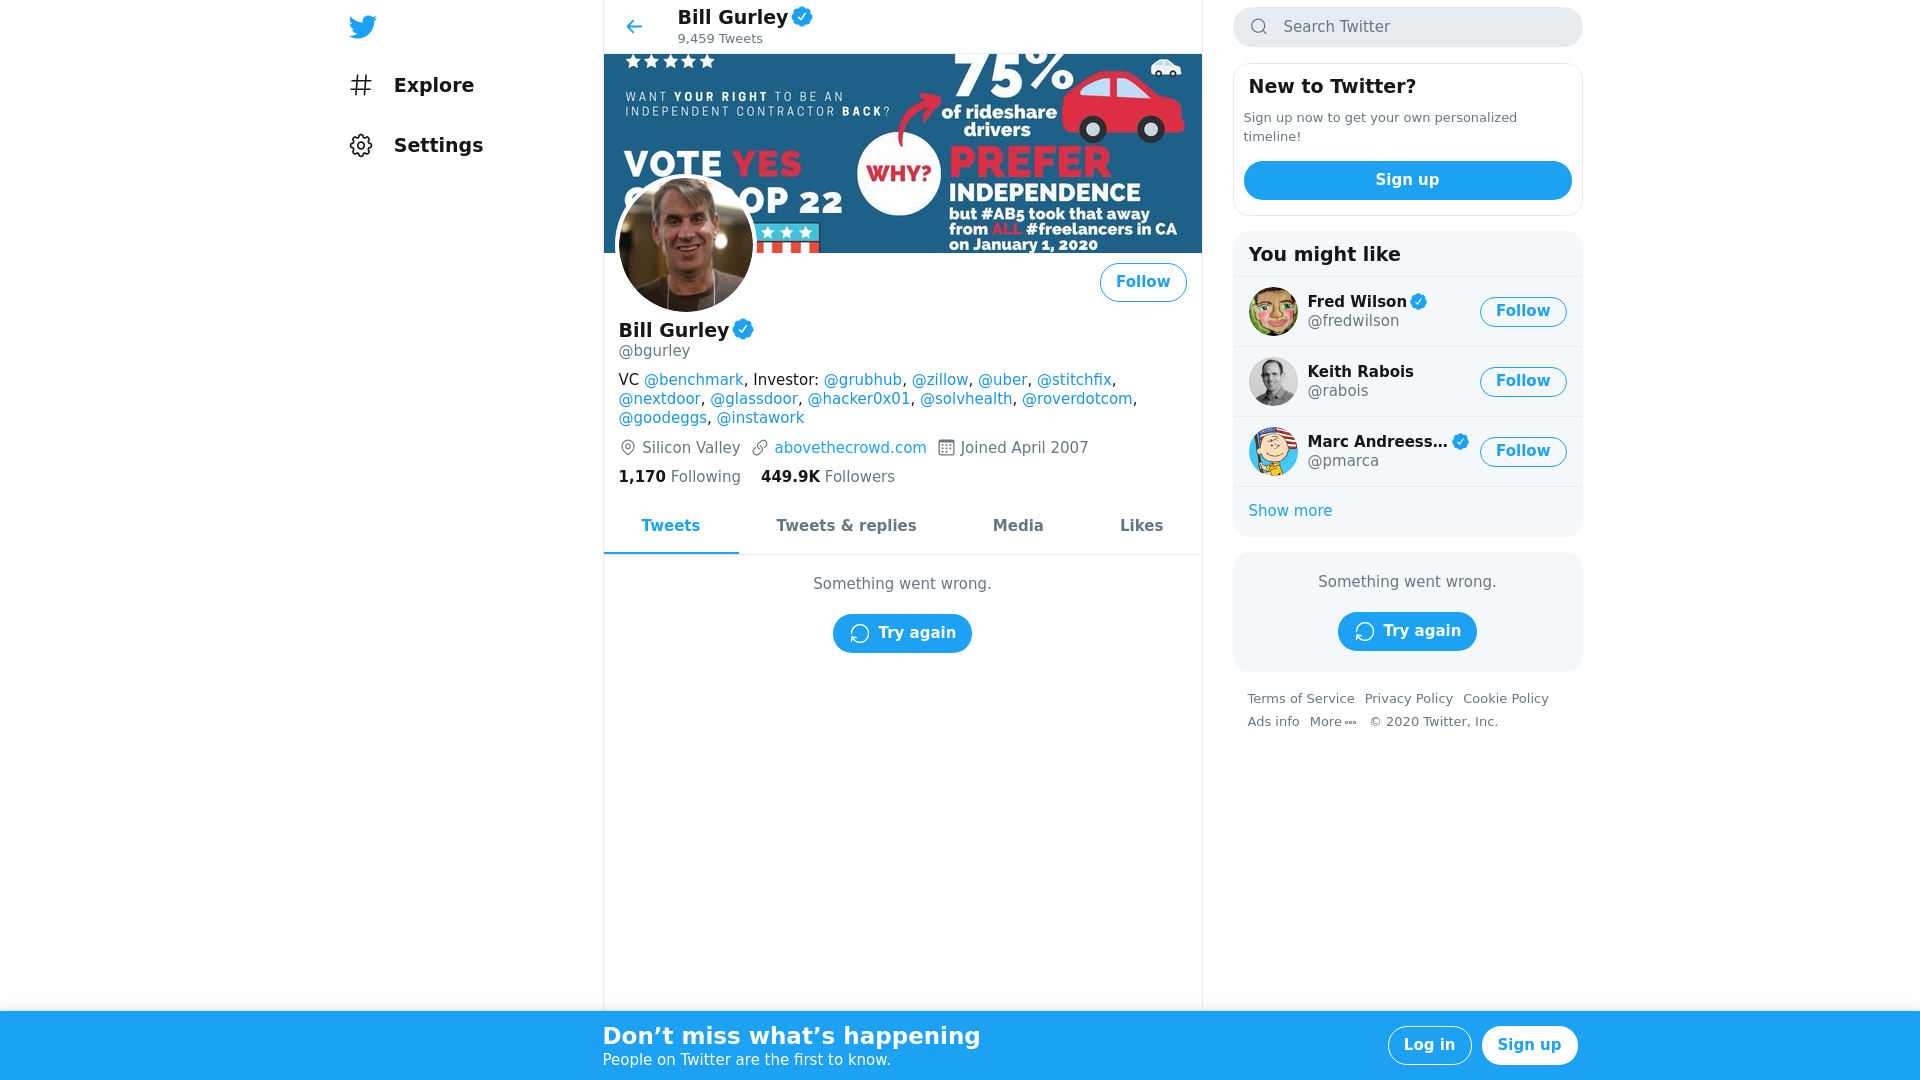 Explore
Settings
Bill Gurley
9,459 Tweets
WANT YOUR RIGHT TO BE AN
INDEPENDENT CONTRACTOR BACK?
VOTE YES
OP 22
WHY?
75%
of rideshare
drivers
PREFER
INDEPENDENCE
but #AB5 took that away
from ALL #freelancers in CA
on January 1, 2020
Follow
Bill Gurley
@bgurley
VC @benchmark, Investor: @grubhub, @zillow, @uber, @stitchfix,
@nextdoor, @glassdoor, @hacker0x01, @solvhealth, @roverdotcom,
@goodeggs, @instawork
Silicon Valley abovethecrowd.com Joined April 2007
1,170 Following 449.9K Followers
Tweets Tweets & replies Media Likes
Something went wrong.
Try again
Search Twitter
New to Twitter?
Sign up now to get your own personalized
timeline!
Sign up
You might like
Fred Wilson
@fredwilson
Follow
Keith Rabois
@rabois
Follow
Marc Andreess...
@pmarca
Follow
Show more
Something went wrong.
Try again
Terms of Service Privacy Policy Cookie Policy
Ads info More © 2020 Twitter, Inc.
Don’t miss what’s happening
People on Twitter are the first to know.
Log in Sign up